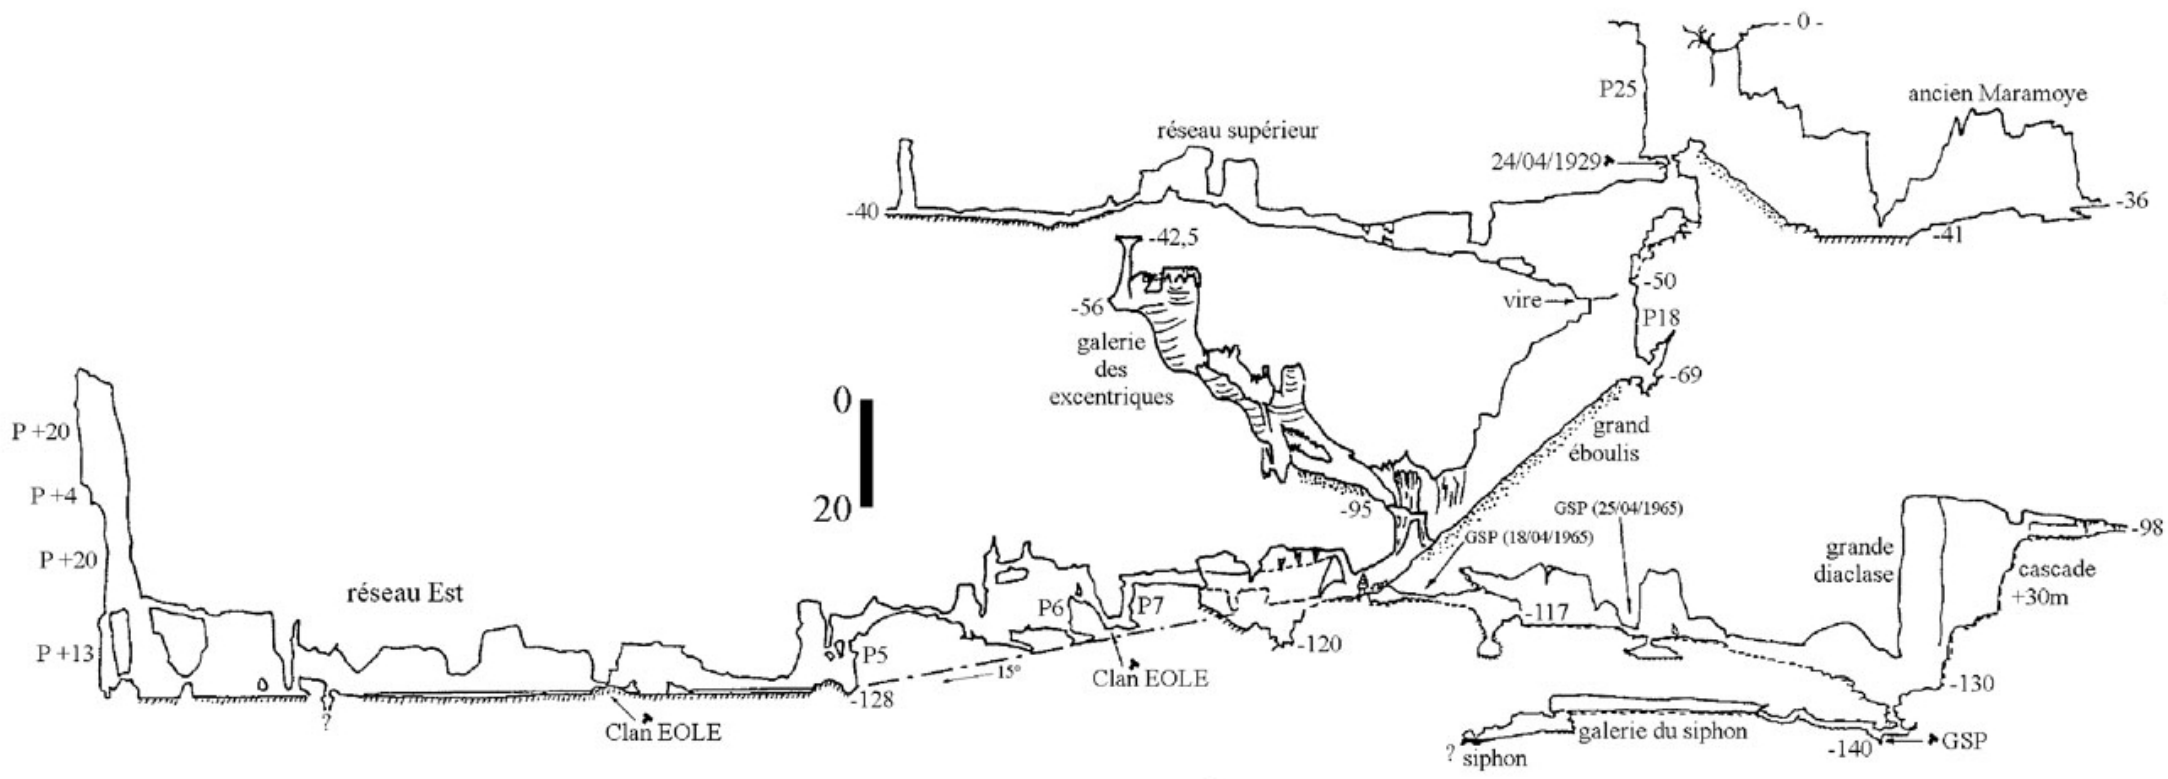 - 0 -
P25
ancien Maramoye
réseau supérieur
24/04/1929
-40
-36
-42,5
-41
-50
-56
vire
P18
galerie
des
excentriques
-69
0
20
P +20
grand
éboulis
P +4
-95
GSP (25/04/1965)
GSP (18/04/1965)
-98
P +20
grande
diaclase
cascade
+30m
réseau Est
P6
P7
-117
P +13
P5
-120
15°
Clan EOLE
-128
-130
?
Clan EOLE
galerie du siphon
? siphon
-140
GSP